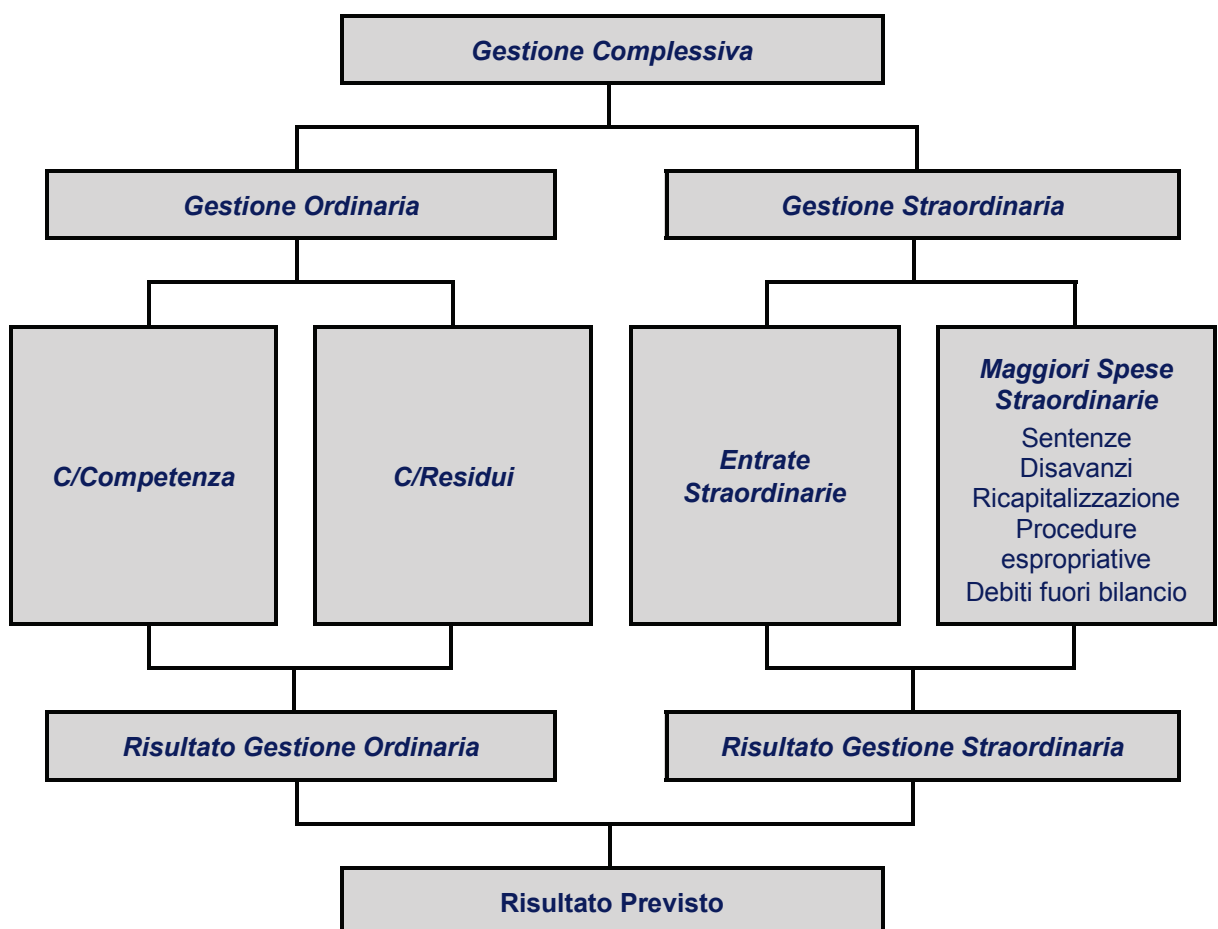 Gestione Complessiva
Gestione Ordinaria
Gestione Straordinaria
C/Competenza
C/Residui
Entrate
Straordinarie
Maggiori Spese
Straordinarie
Sentenze
Disavanzi
Ricapitalizzazione
Procedure
espropriative
Debiti fuori bilancio
Risultato Gestione Ordinaria
Risultato Gestione Straordinaria
Risultato Previsto